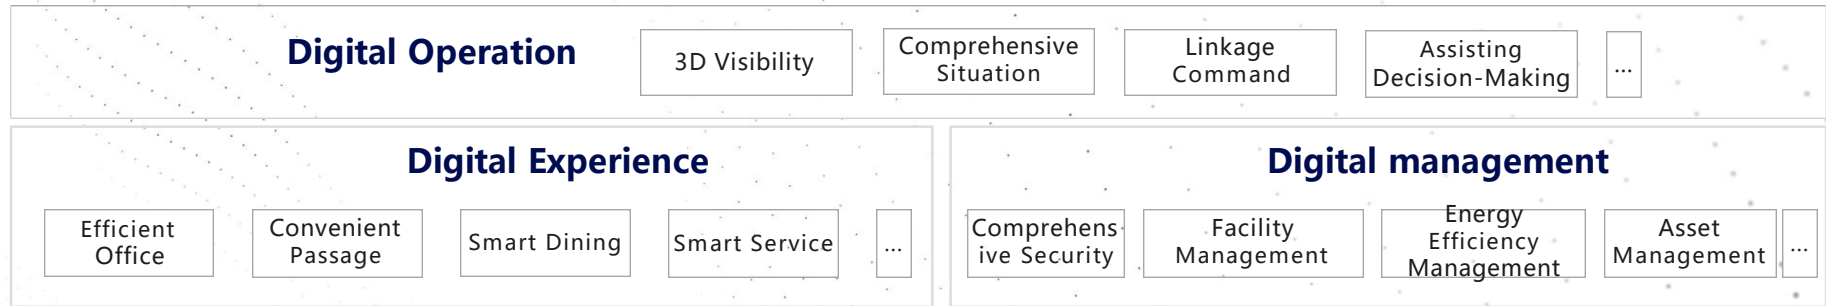 Digital Operation
3D Visibility
Comprehensive
Situation
Linkage
Command
Assisting
Decision-Making
...
Digital Experience
Efficient
Office
Convenient
Passage
Smart Dining
Smart Service
...
Digital management
Comprehens
ive Security
Facility
Management
Energy
Efficiency
Management
Asset
Management
...